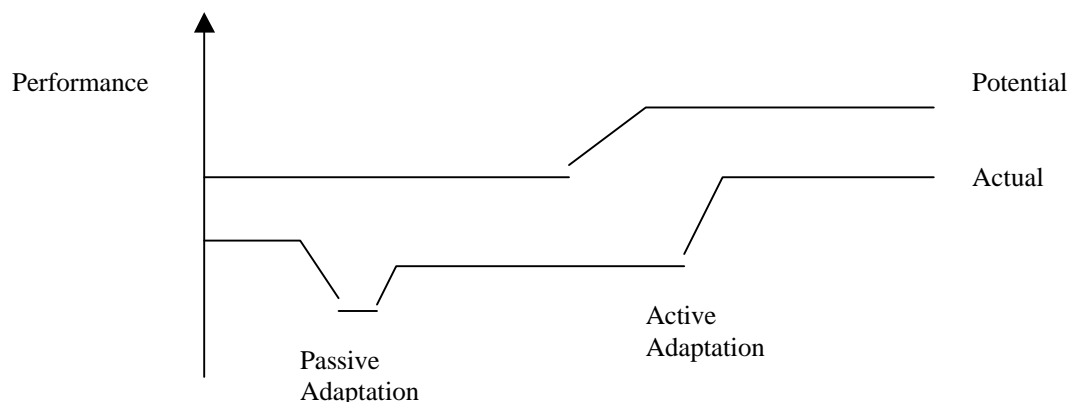 Performance
Potential
Actual
Active
Adaptation
Passive
Adaptation